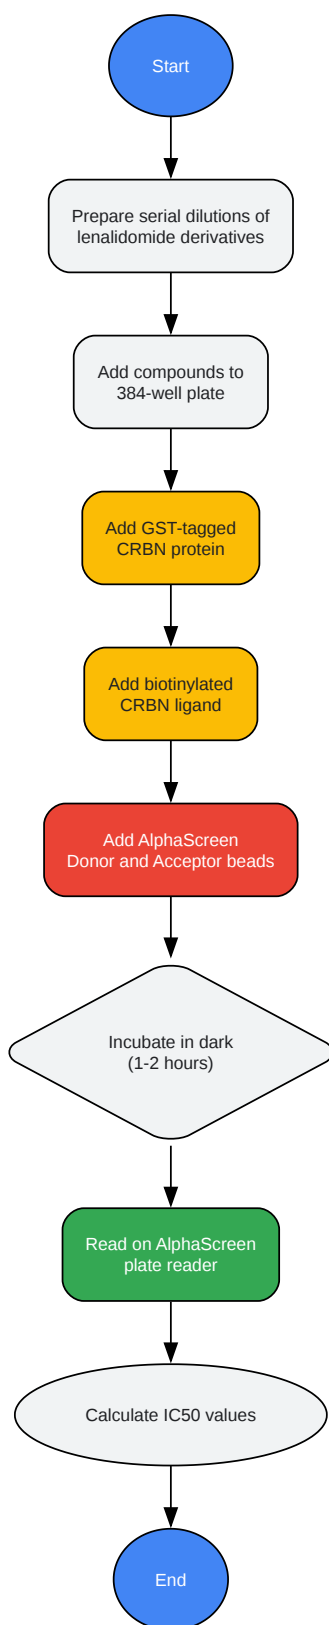 Start
Prepare serial dilutions of
lenalidomide derivatives
Add compounds to
384-well plate
Add GST-tagged
CRBN protein
Add biotinylated
CRBN ligand
Add AlphaScreen
Donor and Acceptor beads
Incubate in dark
(1-2 hours)
Read on AlphaScreen
plate reader
Calculate IC50 values
End